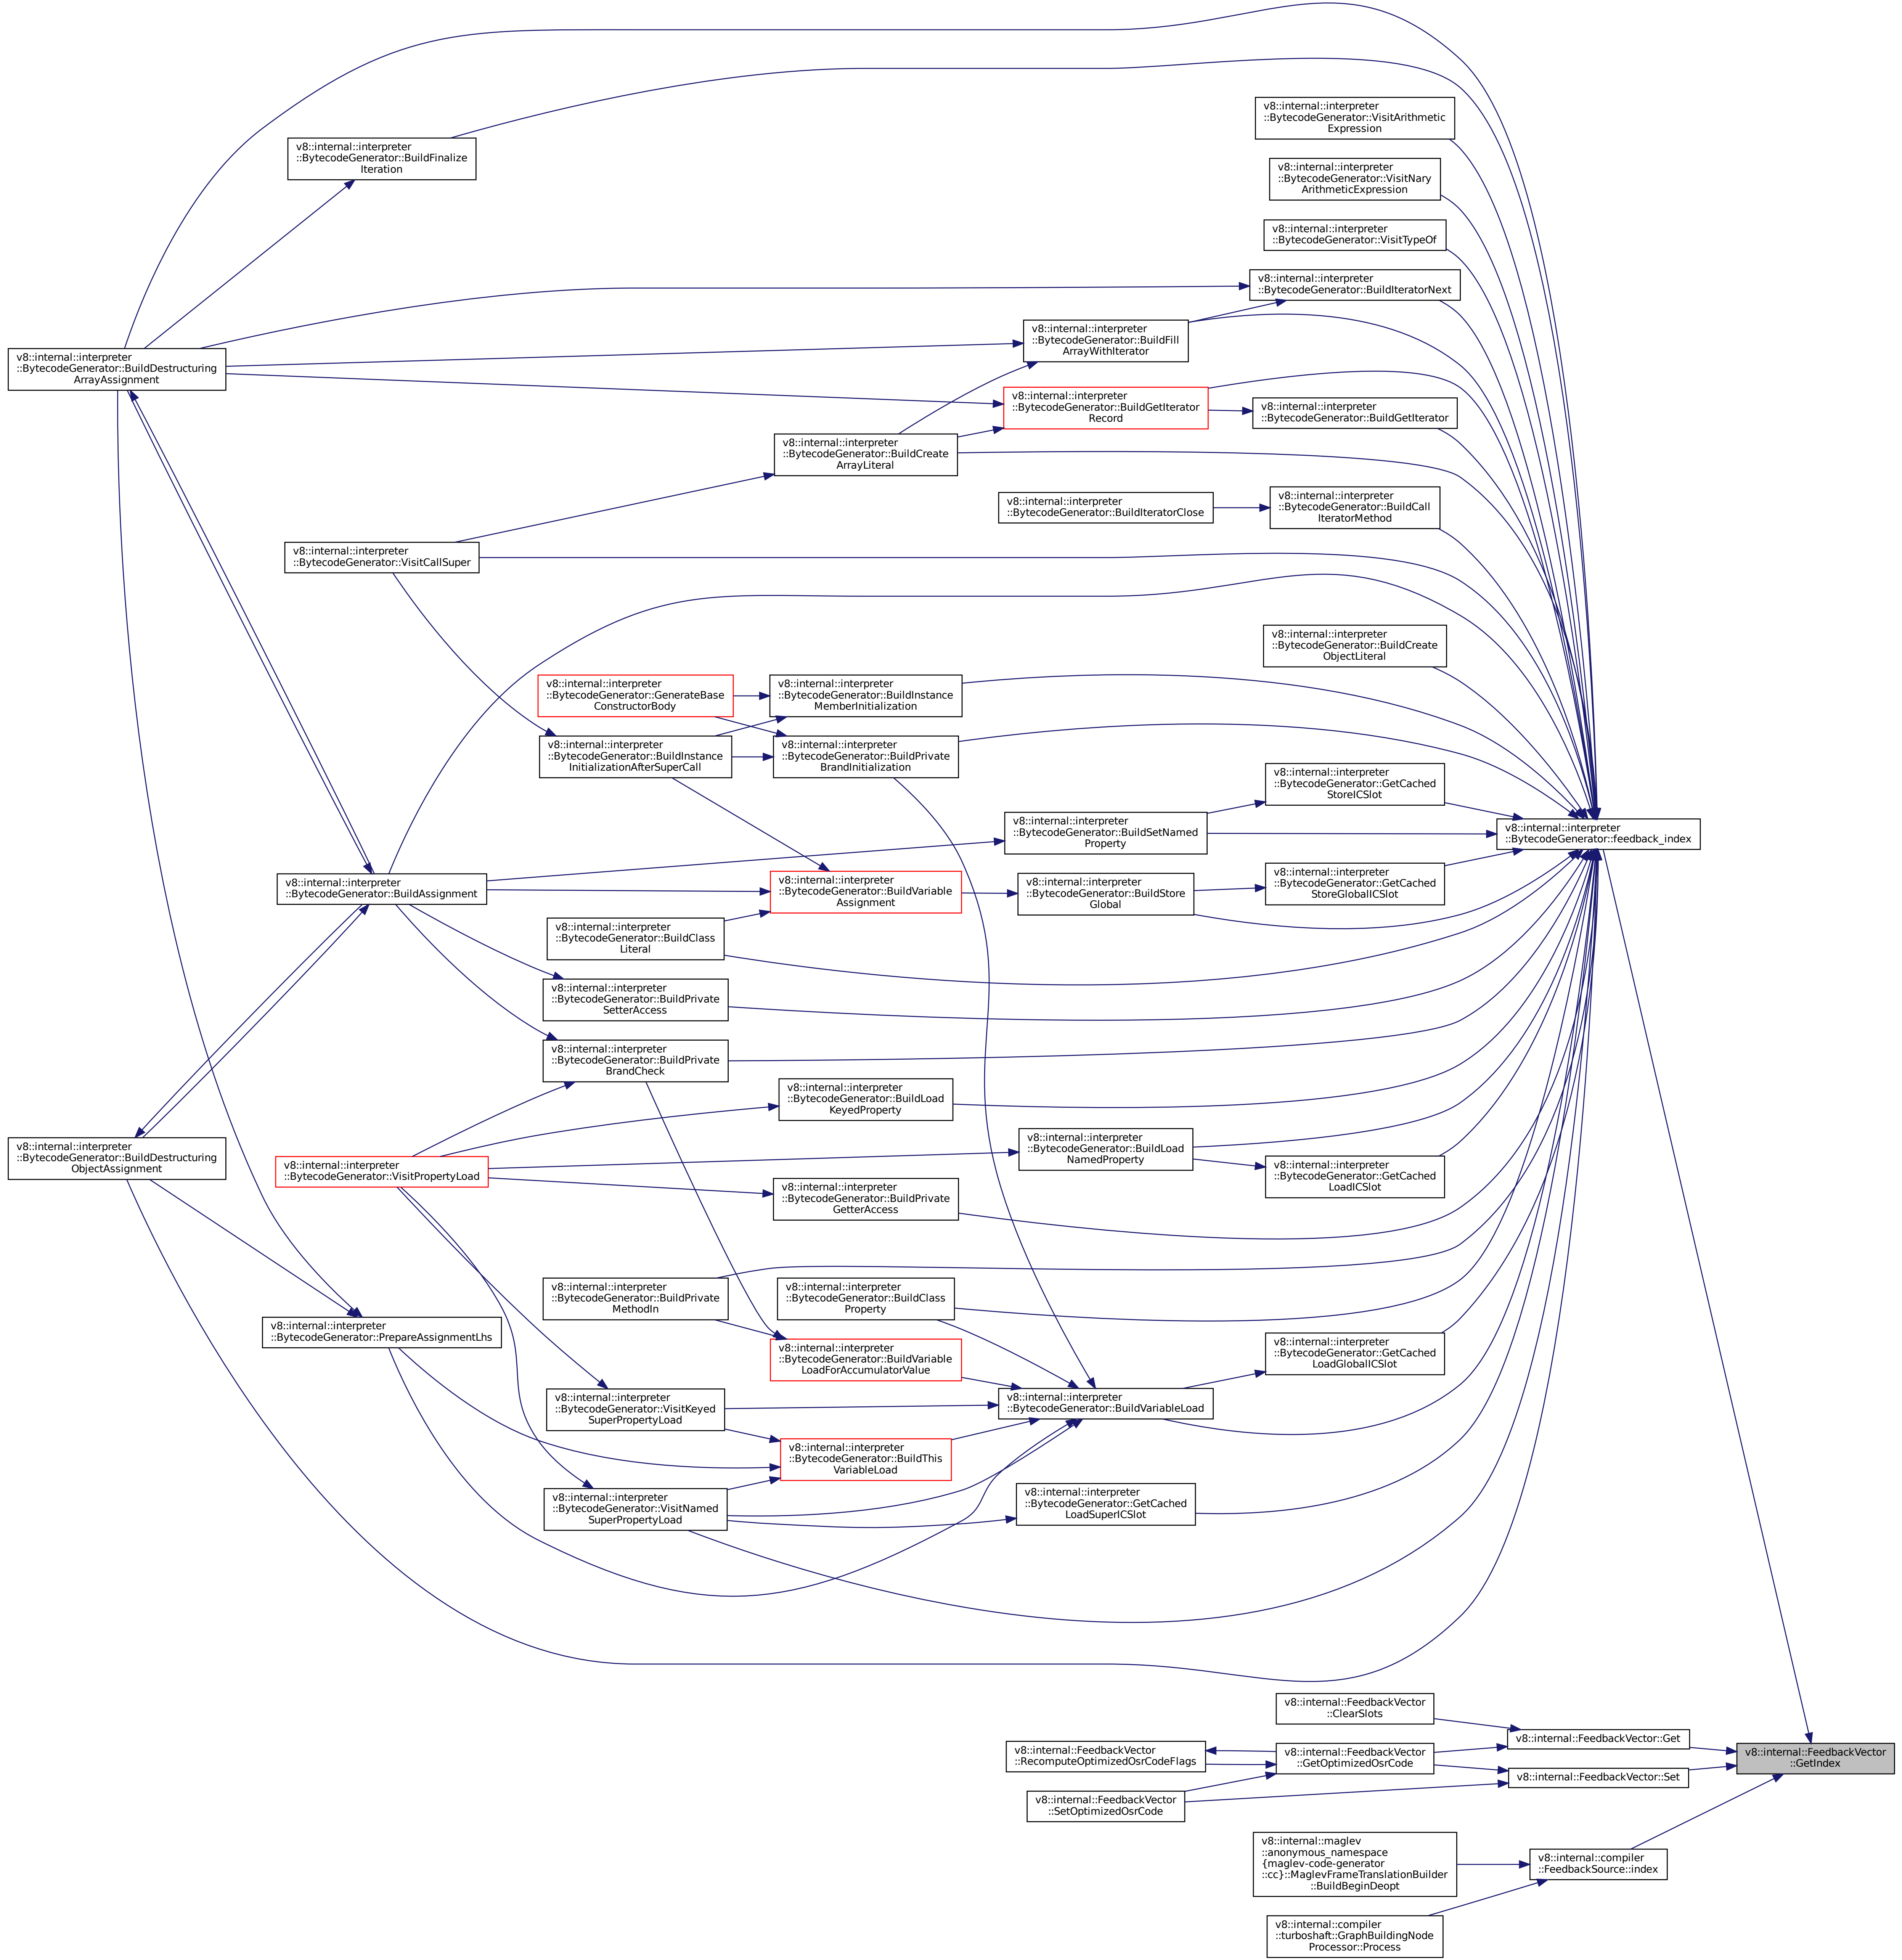 v8::internal::interpreter
::BytecodeGenerator::VisitArithmetic
Expression
v8::internal::interpreter
::BytecodeGenerator::BuildFinalize
Iteration
v8::internal::interpreter
::BytecodeGenerator::VisitNary
ArithmeticExpression
v8::internal::interpreter
::BytecodeGenerator::VisitTypeOf
v8::internal::interpreter
::BytecodeGenerator::BuildIteratorNext
v8::internal::interpreter
::BytecodeGenerator::BuildFill
ArrayWithIterator
v8::internal::interpreter
::BytecodeGenerator::BuildDestructuring
ArrayAssignment
v8::internal::interpreter
::BytecodeGenerator::BuildGetIterator
Record
v8::internal::interpreter
::BytecodeGenerator::BuildGetIterator
v8::internal::interpreter
::BytecodeGenerator::BuildCreate
ArrayLiteral
v8::internal::interpreter
::BytecodeGenerator::BuildIteratorClose
v8::internal::interpreter
::BytecodeGenerator::BuildCall
IteratorMethod
v8::internal::interpreter
::BytecodeGenerator::VisitCallSuper
v8::internal::interpreter
::BytecodeGenerator::BuildCreate
ObjectLiteral
v8::internal::interpreter
::BytecodeGenerator::GenerateBase
ConstructorBody
v8::internal::interpreter
::BytecodeGenerator::BuildInstance
MemberInitialization
v8::internal::interpreter
::BytecodeGenerator::BuildInstance
InitializationAfterSuperCall
v8::internal::interpreter
::BytecodeGenerator::BuildPrivate
BrandInitialization
v8::internal::interpreter
::BytecodeGenerator::GetCached
StoreICSlot
v8::internal::interpreter
::BytecodeGenerator::BuildSetNamed
Property
v8::internal::interpreter
::BytecodeGenerator::feedback_index
v8::internal::interpreter
::BytecodeGenerator::BuildAssignment
v8::internal::interpreter
::BytecodeGenerator::BuildVariable
Assignment
v8::internal::interpreter
::BytecodeGenerator::BuildStore
Global
v8::internal::interpreter
::BytecodeGenerator::GetCached
StoreGlobalICSlot
v8::internal::interpreter
::BytecodeGenerator::BuildClass
Literal
v8::internal::interpreter
::BytecodeGenerator::BuildPrivate
SetterAccess
v8::internal::interpreter
::BytecodeGenerator::BuildPrivate
BrandCheck
v8::internal::interpreter
::BytecodeGenerator::BuildLoad
KeyedProperty
v8::internal::interpreter
::BytecodeGenerator::BuildDestructuring
ObjectAssignment
v8::internal::interpreter
::BytecodeGenerator::VisitPropertyLoad
v8::internal::interpreter
::BytecodeGenerator::BuildLoad
NamedProperty
v8::internal::interpreter
::BytecodeGenerator::GetCached
LoadICSlot
v8::internal::interpreter
::BytecodeGenerator::BuildPrivate
GetterAccess
v8::internal::interpreter
::BytecodeGenerator::BuildPrivate
MethodIn
v8::internal::interpreter
::BytecodeGenerator::BuildClass
Property
v8::internal::interpreter
::BytecodeGenerator::PrepareAssignmentLhs
v8::internal::interpreter
::BytecodeGenerator::BuildVariable
LoadForAccumulatorValue
v8::internal::interpreter
::BytecodeGenerator::GetCached
LoadGlobalICSlot
v8::internal::interpreter
::BytecodeGenerator::VisitKeyed
SuperPropertyLoad
v8::internal::interpreter
::BytecodeGenerator::BuildVariableLoad
v8::internal::interpreter
::BytecodeGenerator::BuildThis
VariableLoad
v8::internal::interpreter
::BytecodeGenerator::VisitNamed
SuperPropertyLoad
v8::internal::interpreter
::BytecodeGenerator::GetCached
LoadSuperICSlot
v8::internal::FeedbackVector
::ClearSlots
v8::internal::FeedbackVector::Get
v8::internal::FeedbackVector
::RecomputeOptimizedOsrCodeFlags
v8::internal::FeedbackVector
::GetOptimizedOsrCode
v8::internal::FeedbackVector
::GetIndex
v8::internal::FeedbackVector::Set
v8::internal::FeedbackVector
::SetOptimizedOsrCode
v8::internal::maglev
::anonymous_namespace
{maglev-code-generator
::cc}::MaglevFrameTranslationBuilder
::BuildBeginDeopt
v8::internal::compiler
::FeedbackSource::index
v8::internal::compiler
::turboshaft::GraphBuildingNode
Processor::Process